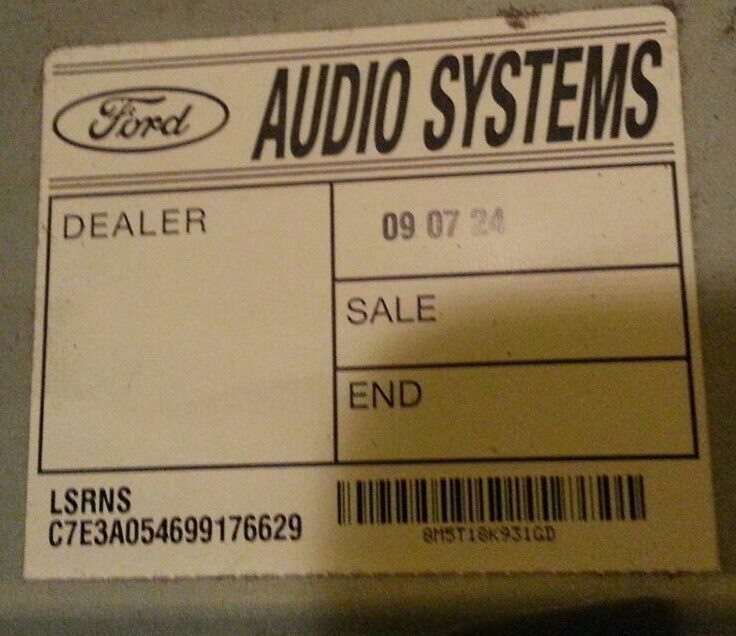 Ford
AUDIO SYSTEMS
DEALER
09 07 24
SALE
END
LSRNS
C7E3A054699176629
8M5T18K931GD